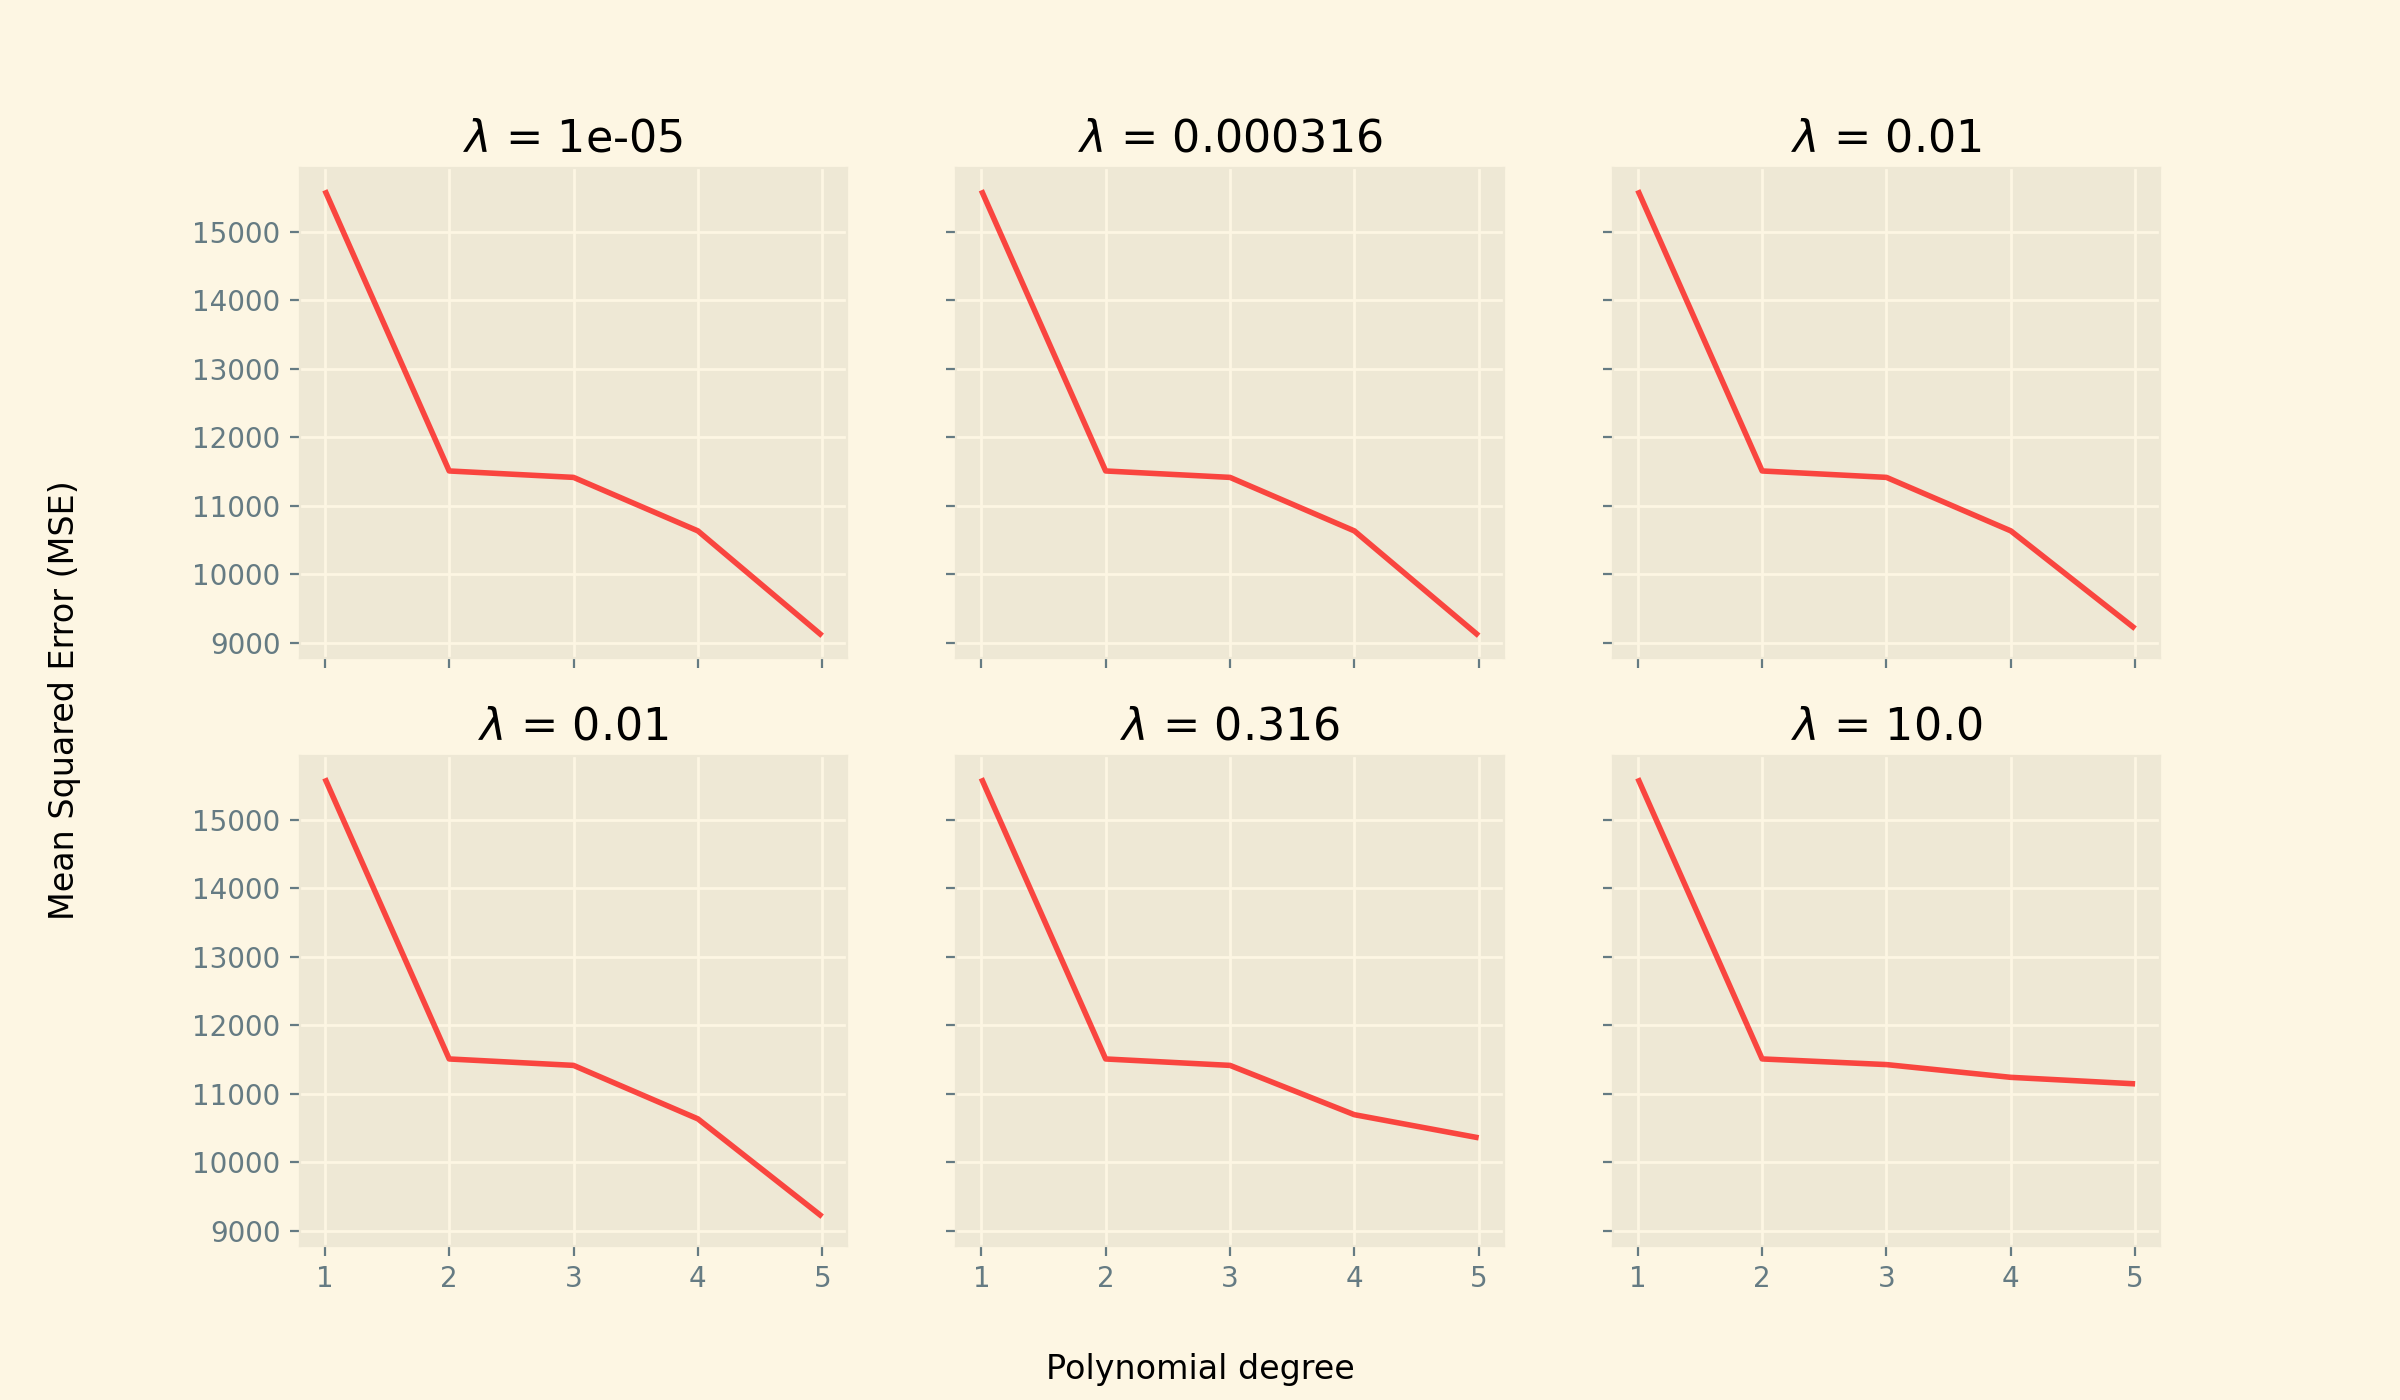 λ = 1e-05
λ = 0.000316
λ = 0.01
15000
14000
13000
12000
11000
10000
9000
λ = 0.01
λ = 0.316
λ = 10.0
15000
14000
13000
12000
11000
10000
9000
1 2 3 4 5
1 2 3 4 5
1 2 3 4 5
Mean Squared Error (MSE)
Polynomial degree